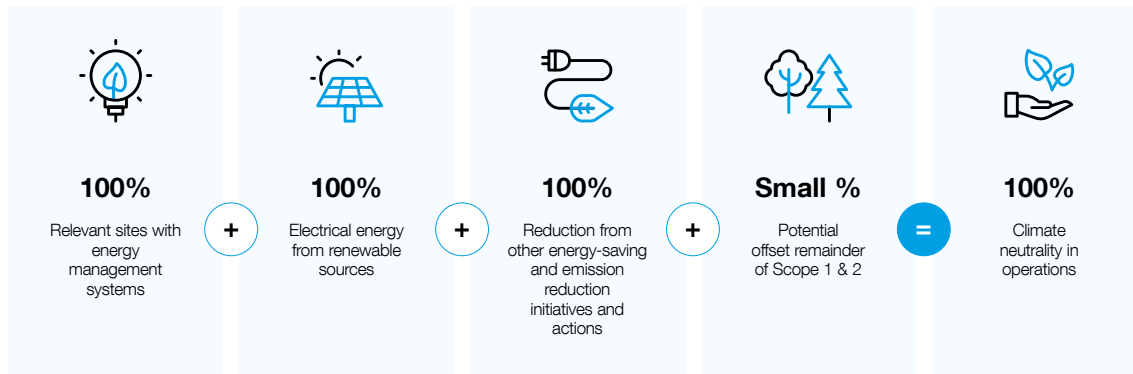 100%
Relevant sites with
energy
management
systems
+
100%
Electrical energy
from renewable
sources
+
100%
Reduction from
other energy-saving
and emission
reduction
initiatives and
actions
+
Small %
Potential
offset remainder
of Scope 1 & 2
=
100%
Climate
neutrality in
operations